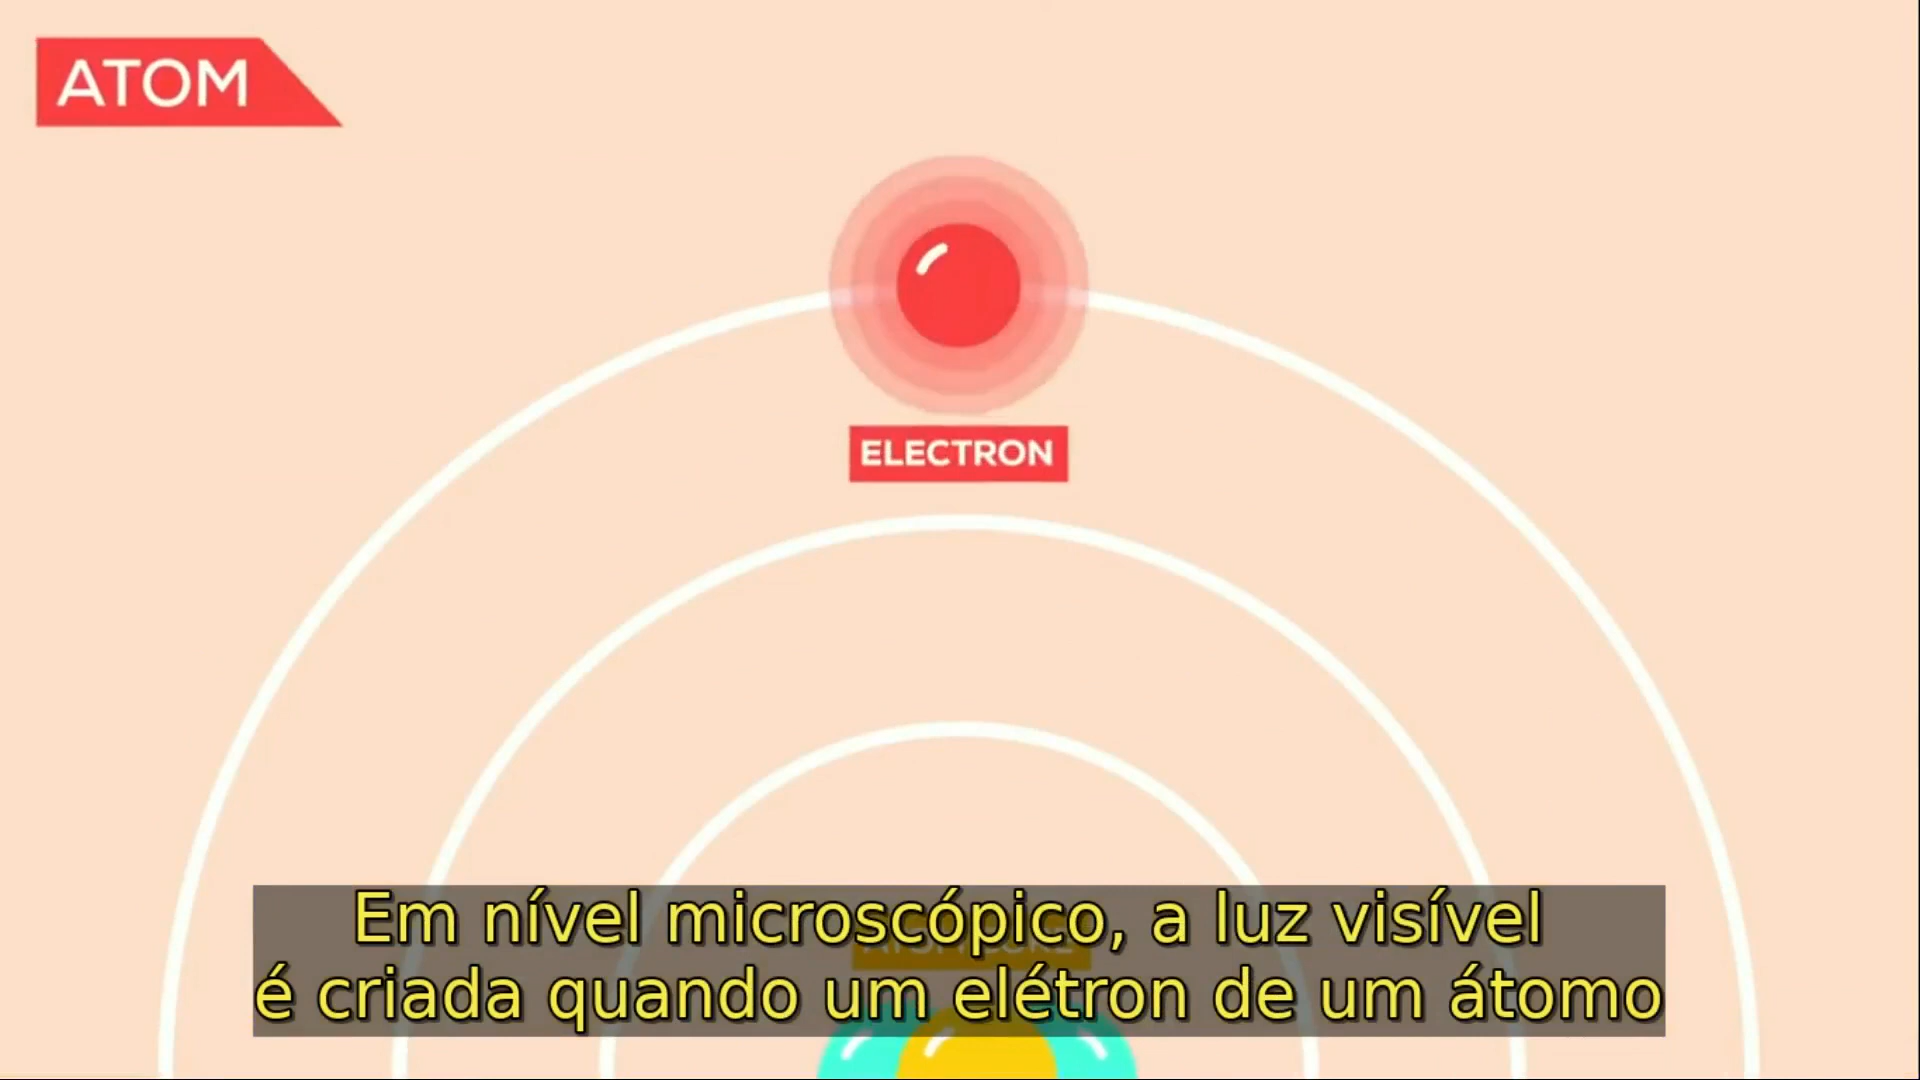 ATOM
ELECTRON
Em nível microscópico, a luz visível
é criada quando um elétron de um átomo